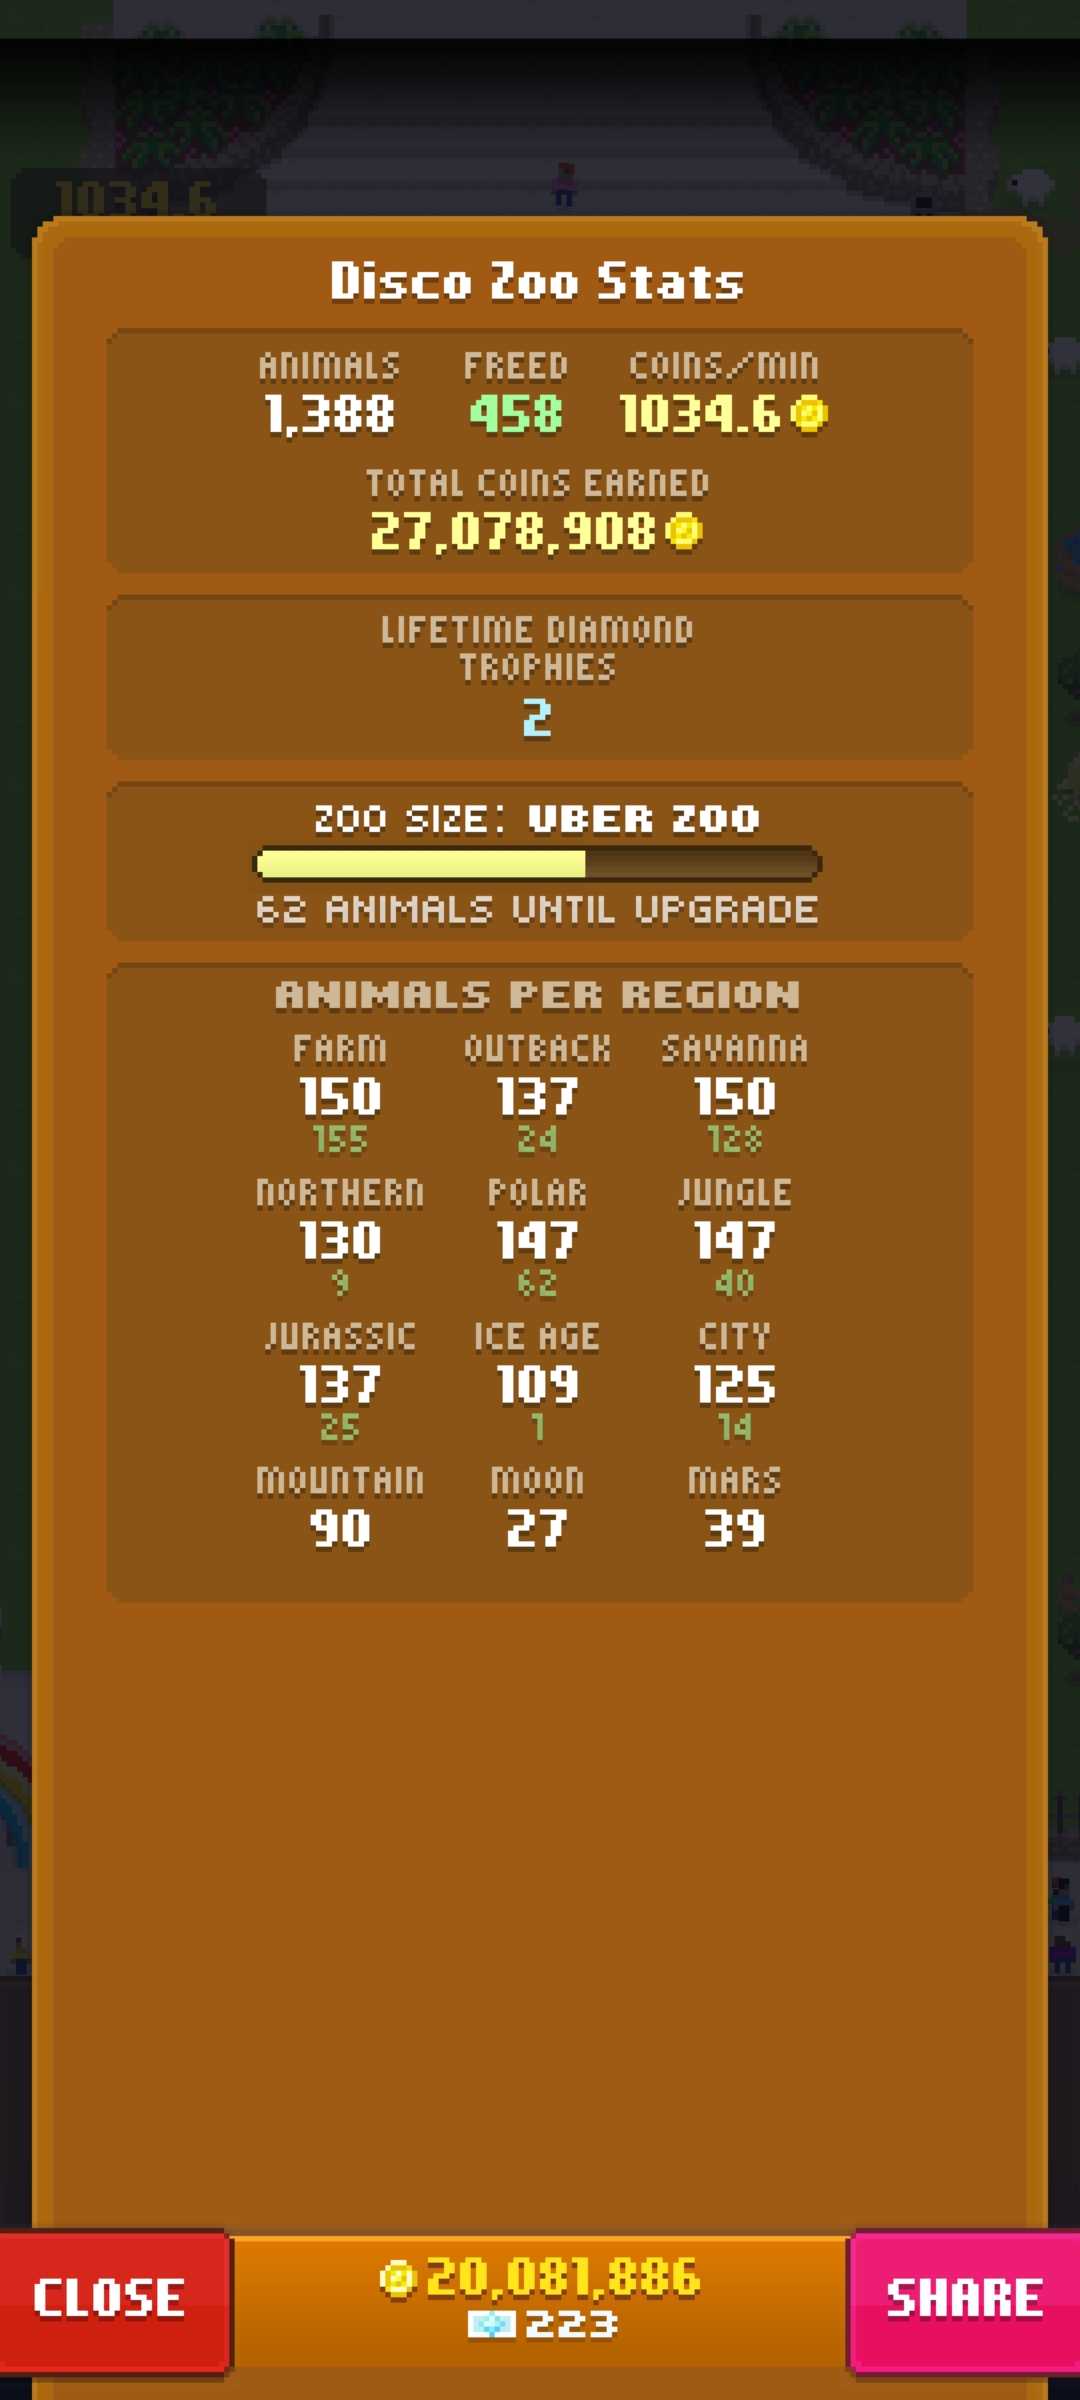 1034.6
Disco Zoo Stats
ANIMALS FREED COINS/MIN
1,388 458 1034.6
TOTAL COINS EARNED
27,078,908
LIFETIME DIAMOND
TROPHIES
2
ZOO SIZE: UBER ZOO
62 ANIMALS UNTIL UPGRADE
ANIMALS PER REGION
FARM OUTBACK SAVANNA
150 137 150
155 24 128
NORTHERN POLAR JUNGLE
130 147 147
9 62 40
JURASSIC ICE AGE CITY
137 109 125
25 1 14
MOUNTAIN MOON MARS
90 27 39
CLOSE 20,081,886 SHARE
223